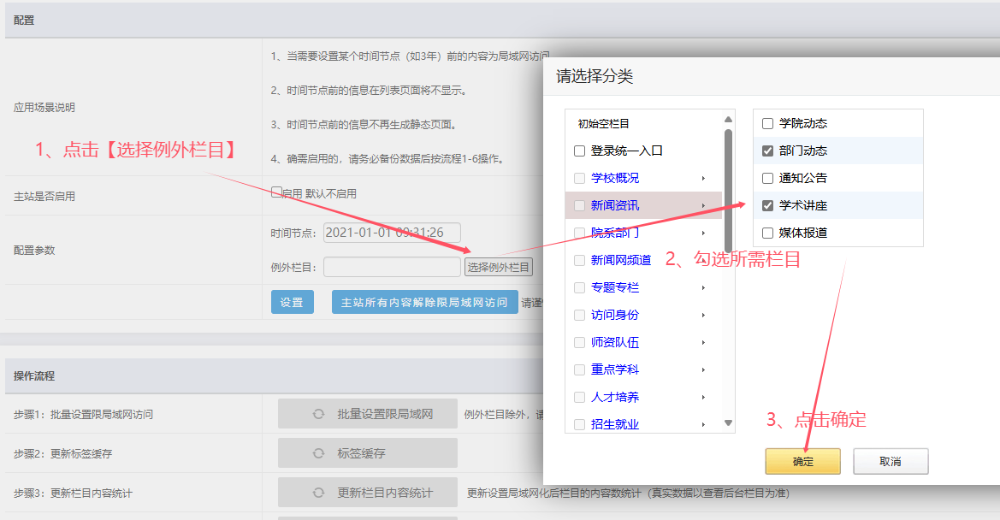 配置
应用场景说明
1、当需要设置某个时间节点（如3年）前的内容为局域网访问
2、时间节点前的信息在列表页面将不显示。
3、时间节点前的信息不再生成静态页面。
4、确需启用的，请务必备份数据后按流程1-6操作。
1、点击【选择例外栏目】
主站是否启用
启用 默认不启用
配置参数
时间节点：
2021-01-01 09:31:26
例外栏目：
选择例外栏目
设置
主站所有内容解除限局域网访问
请谨
操作流程
步骤1：批量设置限局域网访问
批量设置限局域网
例外栏目除外，请
步骤2：更新标签缓存
标签缓存
步骤3：更新栏目内容统计
更新栏目内容统计
更新设置局域网化后栏目的内容数统计（真实数据以查看后台栏目为准）
请选择分类
初始空栏目
登录统一入口
学校概况
新闻资讯
院系部门
新闻网频道
专题专栏
访问身份
师资队伍
重点学科
人才培养
招生就业
学院动态
部门动态
通知公告
学术讲座
媒体报道
2、勾选所需栏目
3、点击确定
确定
取消